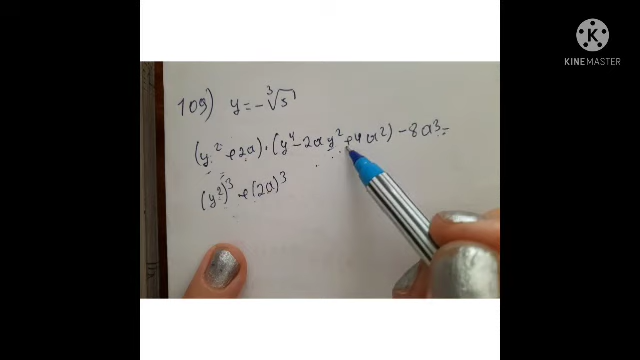 KINEMASTER
109) y = -∛5
(y² + 2a) · (y⁴ - 2ay² + 4a²) - 8a³ =
(y²)³ + (2a)³